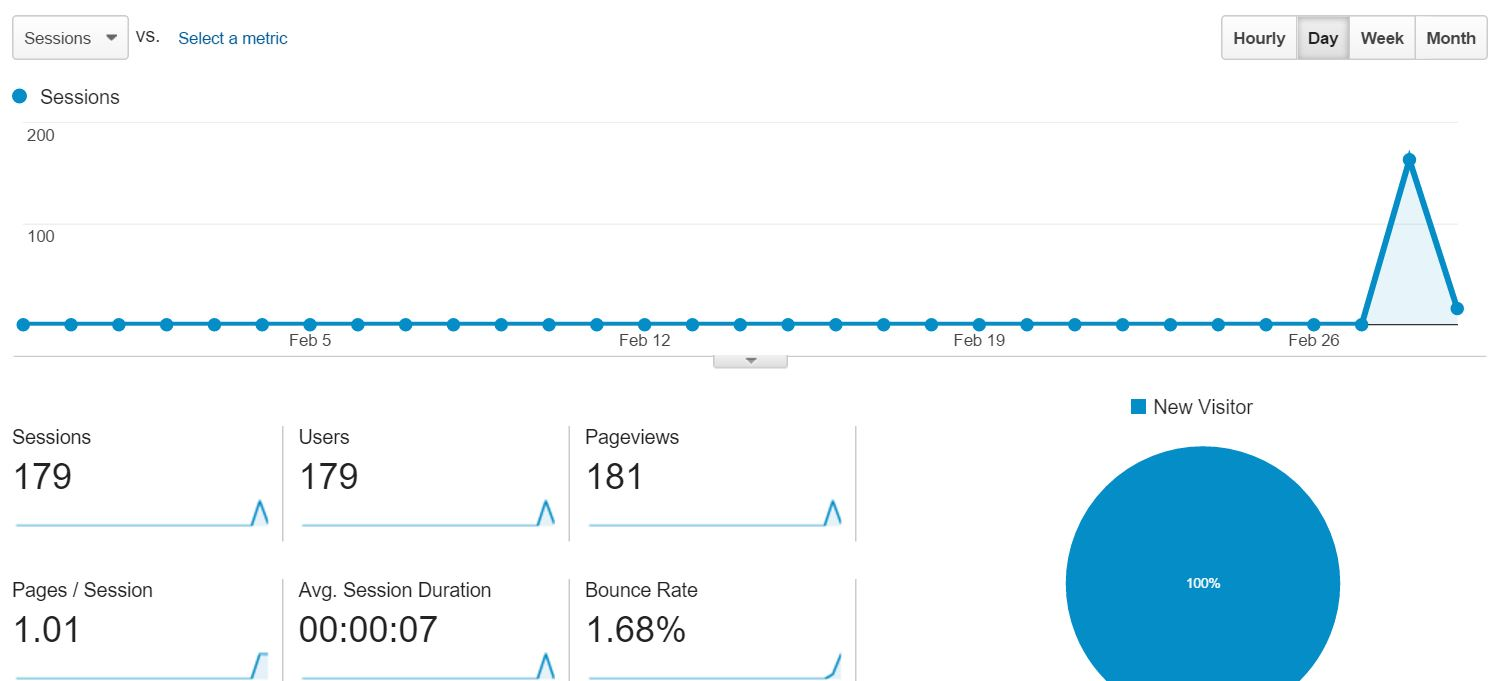 Sessions vs. Select a metric Hourly Day Week Month
Sessions
200
100
Feb 5 Feb 12 Feb 19 Feb 26
New Visitor
Sessions Users Pageviews
179 179 181
Pages / Session Avg. Session Duration Bounce Rate
1.01 00:00:07 1.68%
100%